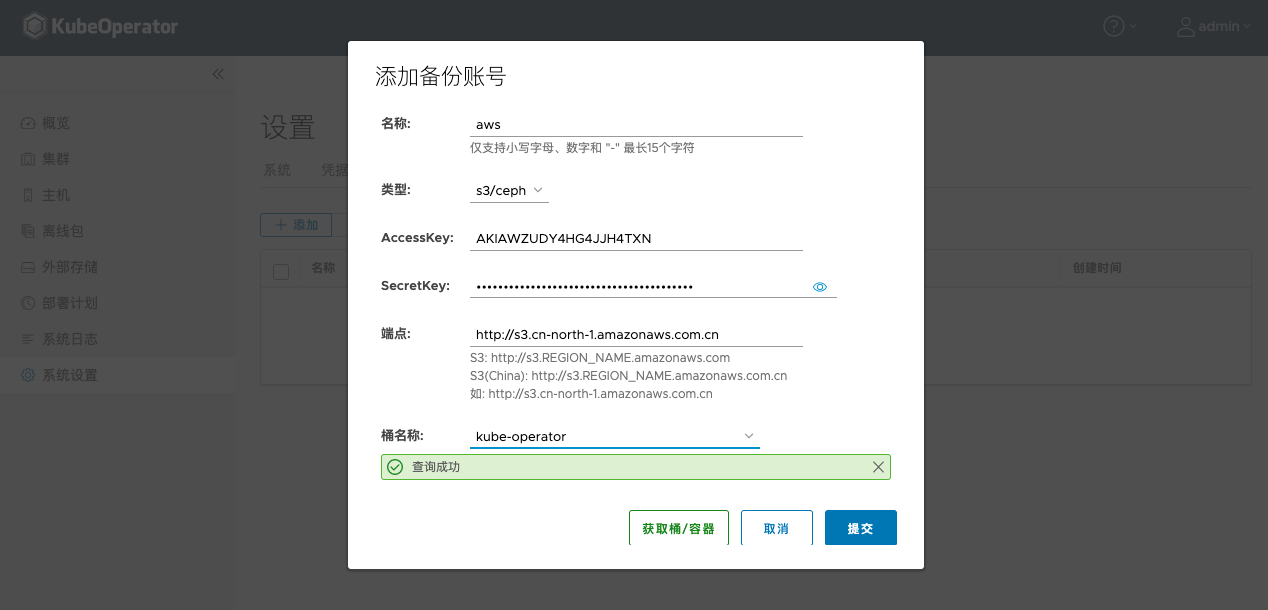 KubeOperator
admin
添加备份账号
概览
集群
主机
离线包
外部存储
部署计划
系统日志
系统设置
设置
系统 凭据
添加
名称
创建时间
名称: aws
仅支持小写字母、数字和 "-" 最长15个字符
类型: s3/ceph
AccessKey: AKIAWZUDY4HG4JJH4TXN
SecretKey: ••••••••••••••••••••••••••••••••••••••••
端点: http://s3.cn-north-1.amazonaws.com.cn
S3: http://s3.REGION_NAME.amazonaws.com
S3(China): http://s3.REGION_NAME.amazonaws.com.cn
如: http://s3.cn-north-1.amazonaws.com.cn
桶名称: kube-operator
查询成功
获取桶/容器 取消 提交